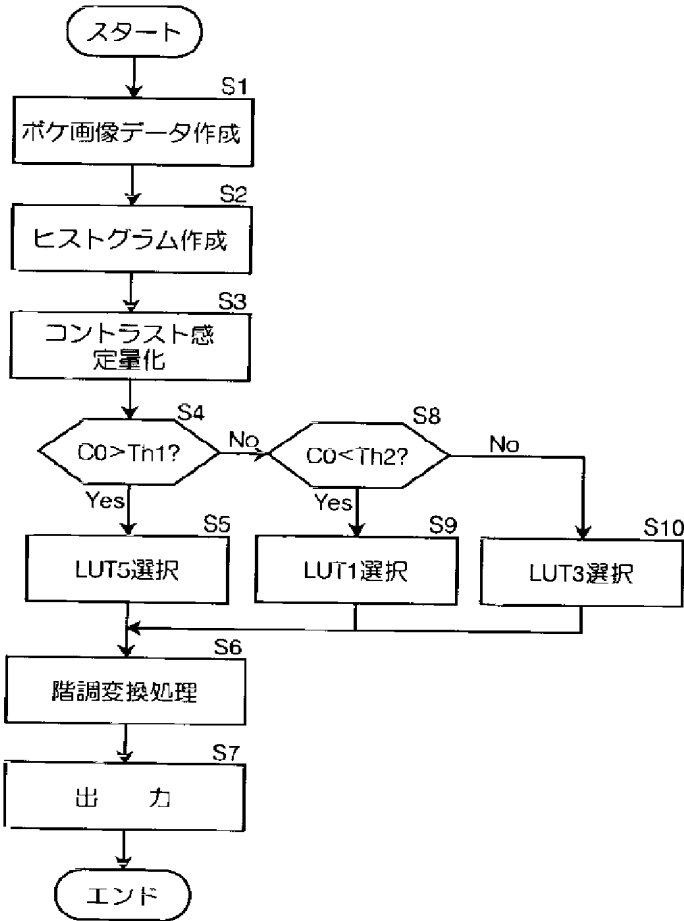 スタート
S1
ボケ画像データ作成
S2
ヒストグラム作成
S3
コントラスト感
定量化
S4
C0>Th1?
No
S8
C0<Th2?
No
Yes
Yes
S5
LUT5選択
S9
LUT1選択
S10
LUT3選択
S6
階調変換処理
S7
出 力
エンド